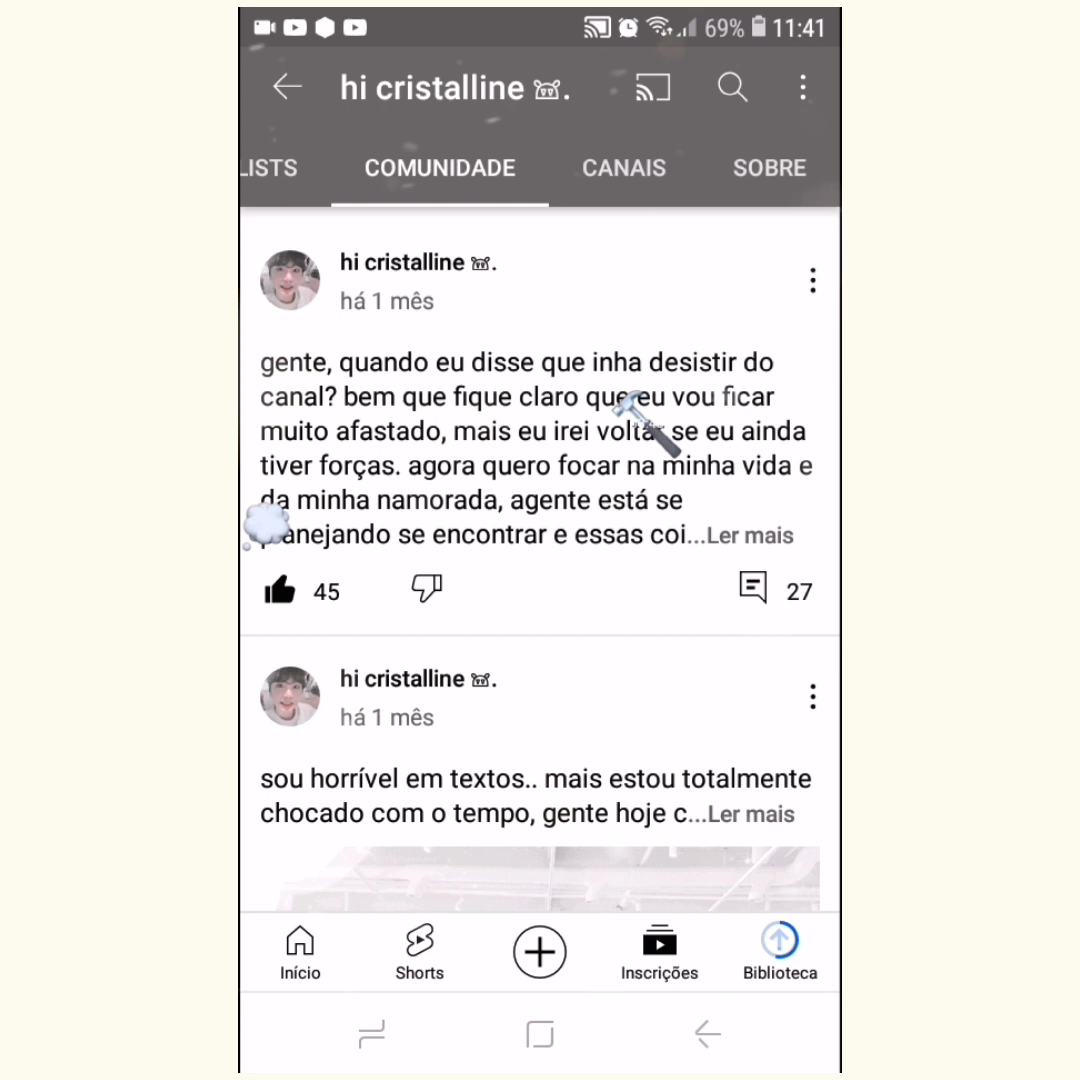 69% 11:41
hi cristalline .
LISTS COMUNIDADE CANAIS SOBRE
hi cristalline .
há 1 mês
gente, quando eu disse que inha desistir do
canal? bem que fique claro que eu vou ficar
muito afastado, mais eu irei voltar se eu ainda
tiver forças. agora quero focar na minha vida e
da minha namorada, agente está se
planejando se encontrar e essas coi...Ler mais
45 27
hi cristalline .
há 1 mês
sou horrível em textos.. mais estou totalmente
chocado com o tempo, gente hoje c...Ler mais
Início Shorts Inscrições Biblioteca